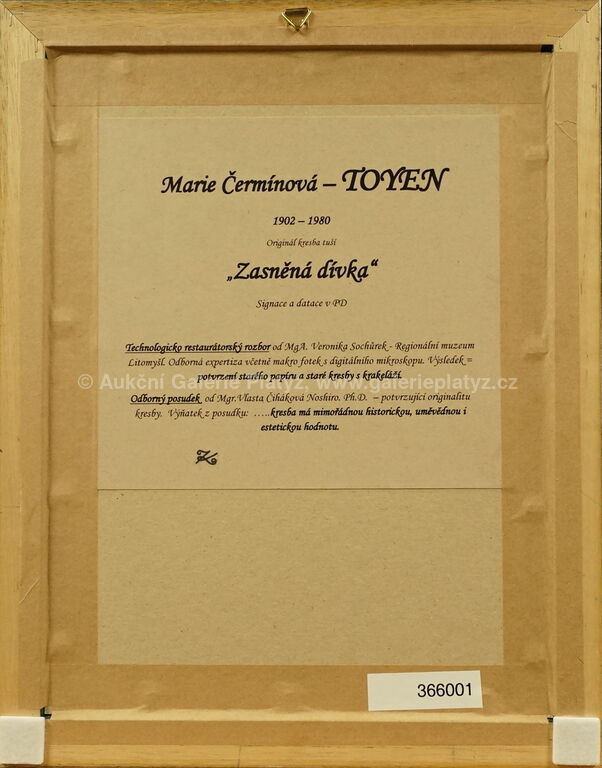 Marie Čermínová – TOYEN
1902 – 1980
Originál kresba tuší
„Zasněná dívka“
Signace a datace v PD
Technologicko restaurátorský rozbor od MgA. Veronika Sochůrek - Regionální muzeum
Litomyšl. Odborná expertiza včetně makro fotek s digitálního mikroskopu. Výsledek =
potvrzení starého papíru a staré kresby s krakeláží.
© Aukční Galerie Platýz, www.galerieplatyz.cz
Odborný posudek od Mgr.Vlasta Čiháková Noshiro. Ph.D. – potvrzující originalitu
kresby. Výňatek z posudku: .....kresba má mimořádnou historickou, uměvědnou i
estetickou hodnotu.
366001